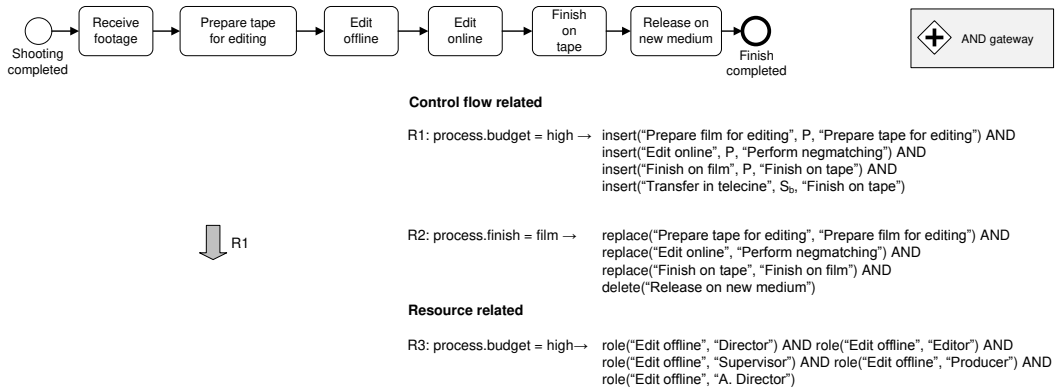 Shooting
completed
Receive
footage
Prepare tape
for editing
Edit
offline
Edit
online
Finish
on
tape
Release on
new medium
Finish
completed
AND gateway
Control flow related
R1: process.budget = high → insert(“Prepare film for editing”, P, “Prepare tape for editing”) AND
insert(“Edit online”, P, “Perform negmatching”) AND
insert(“Finish on film”, P, “Finish on tape”) AND
insert(“Transfer in telecine”, Sb, “Finish on tape”)
R1
R2: process.finish = film → replace(“Prepare tape for editing”, “Prepare film for editing”) AND
replace(“Edit online”, “Perform negmatching”) AND
replace(“Finish on tape”, “Finish on film”) AND
delete(“Release on new medium”)
Resource related
R3: process.budget = high→ role(“Edit offline”, “Director”) AND role(“Edit offline”, “Editor”) AND
role(“Edit offline”, “Supervisor”) AND role(“Edit offline”, “Producer”) AND
role(“Edit offline”, “A. Director”)